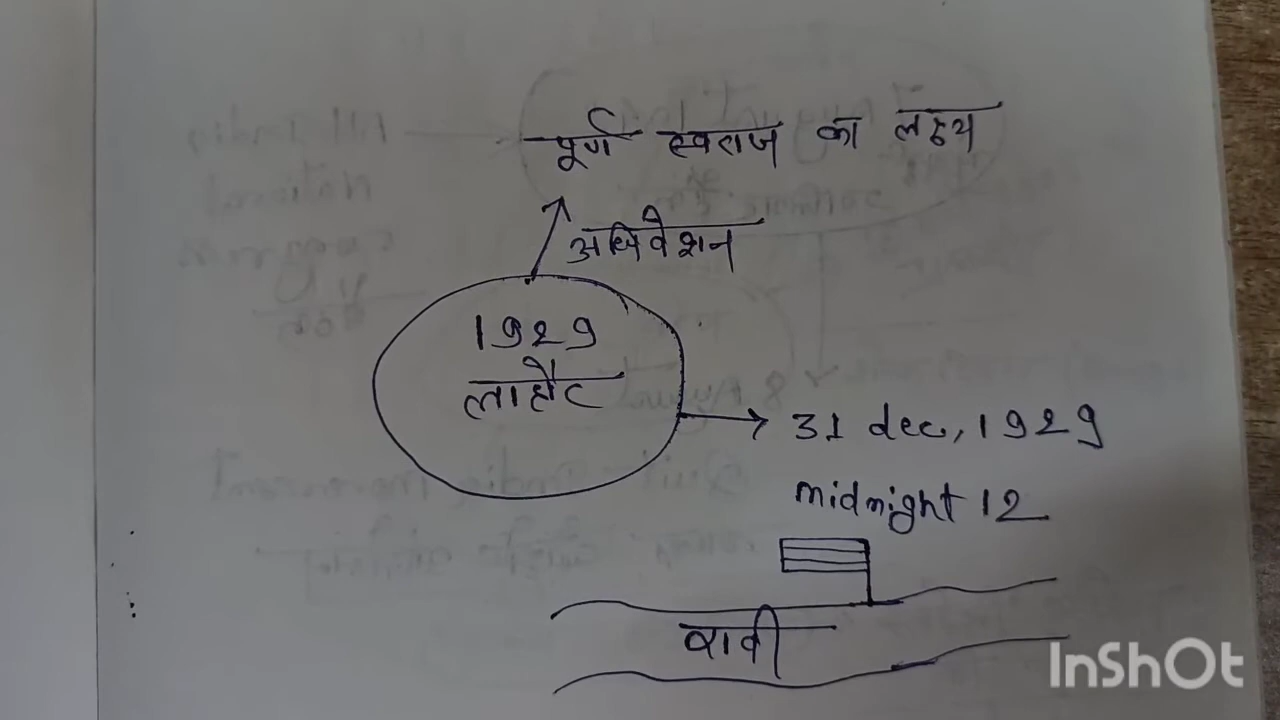 पूर्ण स्वराज का लक्ष्य
अधिवेशन
1929
लाहौर
31 dec, 1929
midnight 12
रावी
InShOt